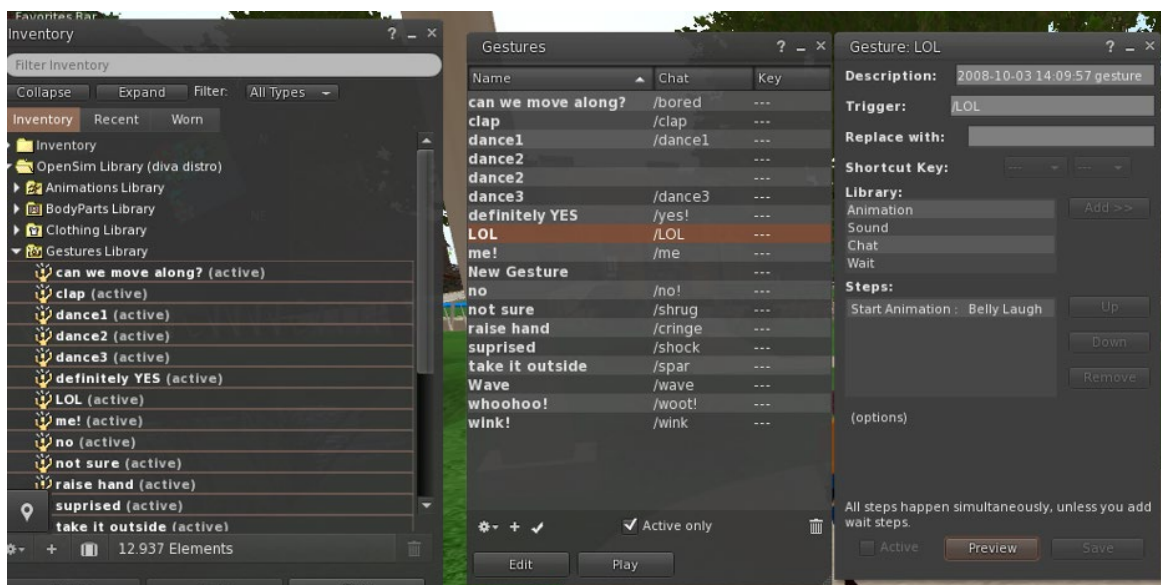 Favorites Bar
Inventory ? _ ×
Filter Inventory
Collapse Expand Filter: All Types
Inventory Recent Worn
Inventory
OpenSim Library (diva distro)
Animations Library
BodyParts Library
Clothing Library
Gestures Library
can we move along? (active)
clap (active)
dance1 (active)
dance2 (active)
dance3 (active)
definitely YES (active)
LOL (active)
me! (active)
no (active)
not sure (active)
raise hand (active)
suprised (active)
take it outside (active)
12.937 Elements
Gestures ? _ ×
Name Chat Key
can we move along? /bored ---
clap /clap ---
dance1 /dance1 ---
dance2 ---
dance2 ---
dance3 /dance3 ---
definitely YES /yes! ---
LOL /LOL ---
me! /me ---
New Gesture ---
no /no! ---
not sure /shrug ---
raise hand /cringe ---
suprised /shock ---
take it outside /spar ---
Wave /wave ---
whoohoo! /woot! ---
wink! /wink ---
Active only
Edit Play
Gesture: LOL ? _ ×
Description: 2008-10-03 14:09:57 gesture
Trigger: /LOL
Replace with:
Shortcut Key: --- ---
Library:
Animation Add >>
Sound
Chat
Wait
Steps:
Start Animation : Belly Laugh Up
Down
Remove
(options)
All steps happen simultaneously, unless you add
wait steps.
Active Preview Save